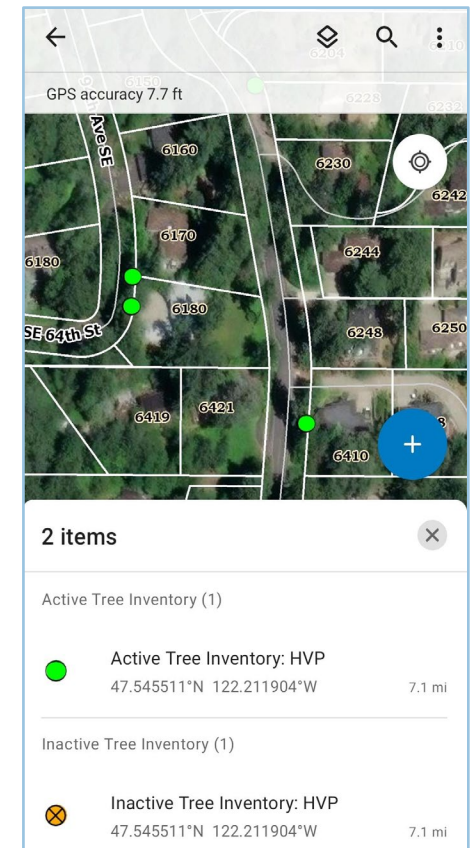 6204
6150
GPS accuracy 7.7 ft
6228
6232
Ave SE
6160
6230
6242
6170
6180
6244
6180
SE 64th St
6248
6250
6419
6421
6410
+
2 items
Active Tree Inventory (1)
Active Tree Inventory: HVP
47.545511°N 122.211904°W
7.1 mi
Inactive Tree Inventory (1)
Inactive Tree Inventory: HVP
47.545511°N 122.211904°W
7.1 mi